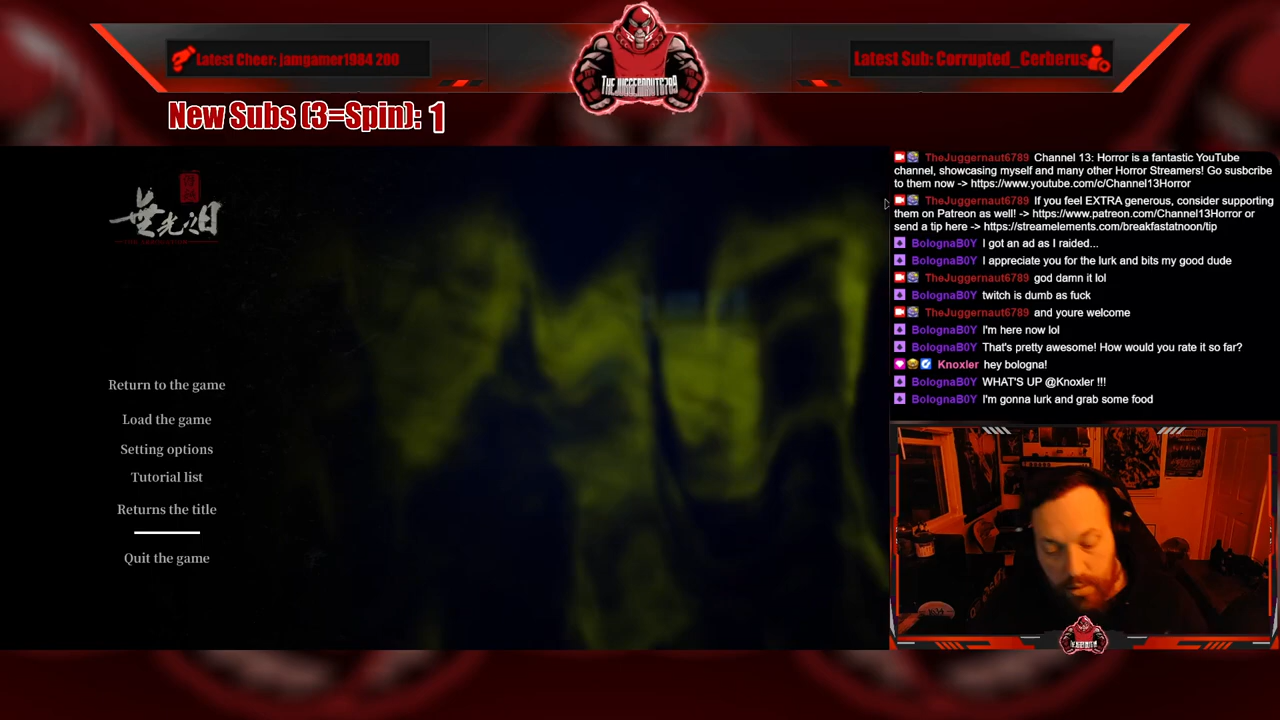 Latest Cheer: jamgamer1984 200
THEJUGGERNAUT6789
Latest Sub: Corrupted_Cerberus
New Subs (3=Spin): 1
無光之泪
Return to the game
Load the game
Setting options
Tutorial list
Returns the title
Quit the game
TheJuggernaut6789 Channel 13: Horror is a fantastic YouTube
channel, showcasing myself and many other Horror Streamers! Go susbcribe
to them now -> https://www.youtube.com/c/Channel13Horror
TheJuggernaut6789 If you feel EXTRA generous, consider supporting
them on Patreon as well! -> https://www.patreon.com/Channel13Horror or
send a tip here -> https://streamelements.com/breakfastatnoon/tip
BolognaB0Y I got an ad as I raided...
BolognaB0Y I appreciate you for the lurk and bits my good dude
TheJuggernaut6789 god damn it lol
BolognaB0Y twitch is dumb as fuck
TheJuggernaut6789 and youre welcome
BolognaB0Y I'm here now lol
BolognaB0Y That's pretty awesome! How would you rate it so far?
Knoxler hey bologna!
BolognaB0Y WHAT'S UP @Knoxler !!!
BolognaB0Y I'm gonna lurk and grab some food